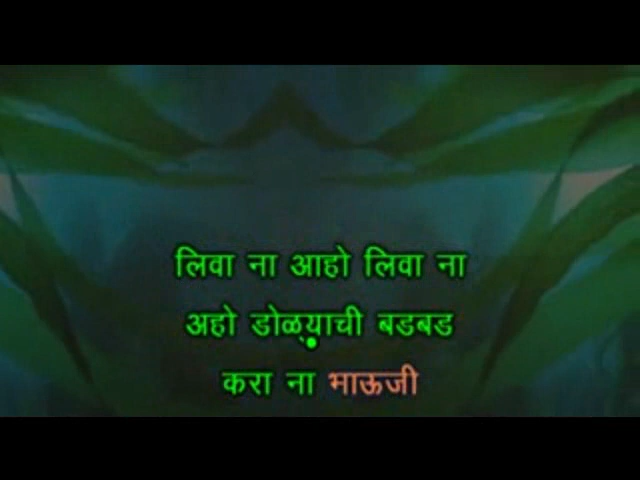 लिवा ना आहो लिवा ना
अहो डोळ्याची बडबड
करा ना भाऊजी